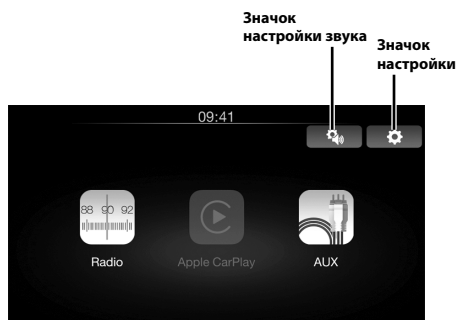 Значок
настройки звука
Значок
настройки
09:41
88 90 92
Radio
Apple CarPlay
AUX